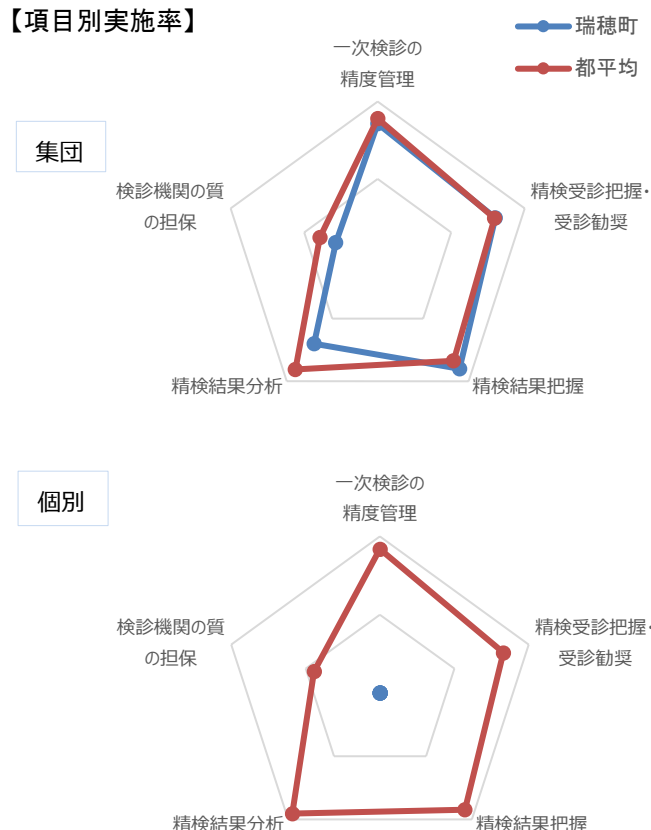 【項目別実施率】
瑞穂町
都平均
集団
一次検診の
精度管理
精検受診把握・
受診勧奨
精検結果把握
精検結果分析
検診機関の質
の担保
個別
一次検診の
精度管理
精検受診把握・
受診勧奨
精検結果把握
精検結果分析
検診機関の質
の担保